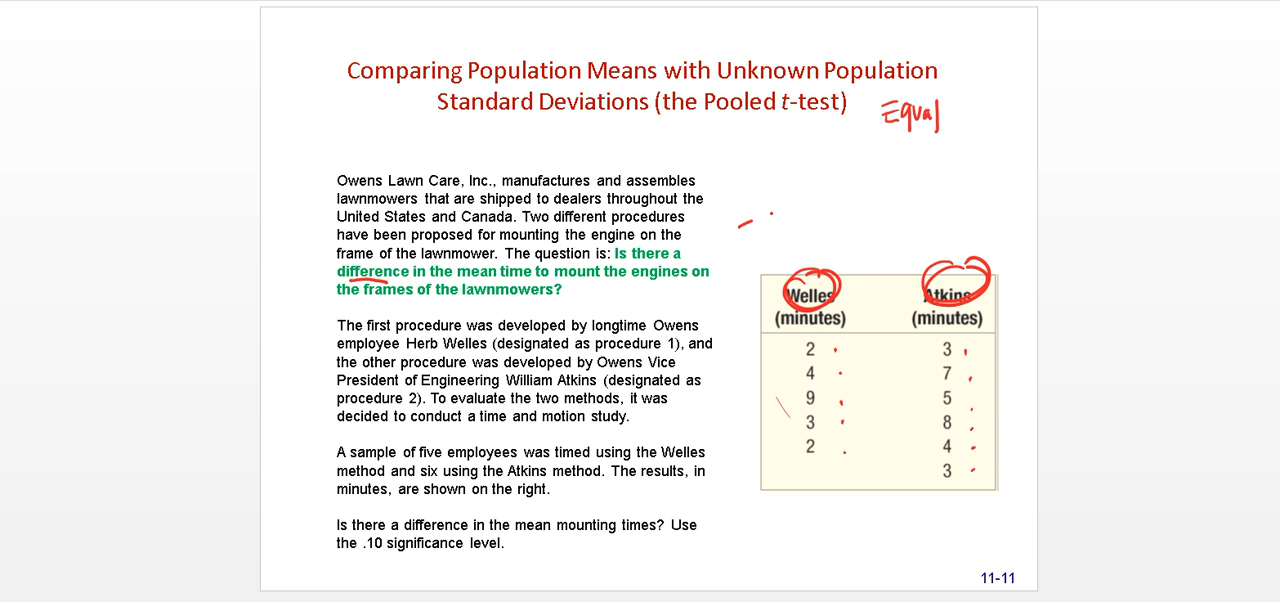 Comparing Population Means with Unknown Population
Standard Deviations (the Pooled t-test)
Equal
Owens Lawn Care, Inc., manufactures and assembles
lawnmowers that are shipped to dealers throughout the
United States and Canada. Two different procedures
have been proposed for mounting the engine on the
frame of the lawnmower. The question is: Is there a
difference in the mean time to mount the engines on
the frames of the lawnmowers?
The first procedure was developed by longtime Owens
employee Herb Welles (designated as procedure 1), and
the other procedure was developed by Owens Vice
President of Engineering William Atkins (designated as
procedure 2). To evaluate the two methods, it was
decided to conduct a time and motion study.
A sample of five employees was timed using the Welles
method and six using the Atkins method. The results, in
minutes, are shown on the right.
Is there a difference in the mean mounting times? Use
the .10 significance level.
Welles Atkins
(minutes) (minutes)
2 3
4 7
9 5
3 8
2 4
3
11-11